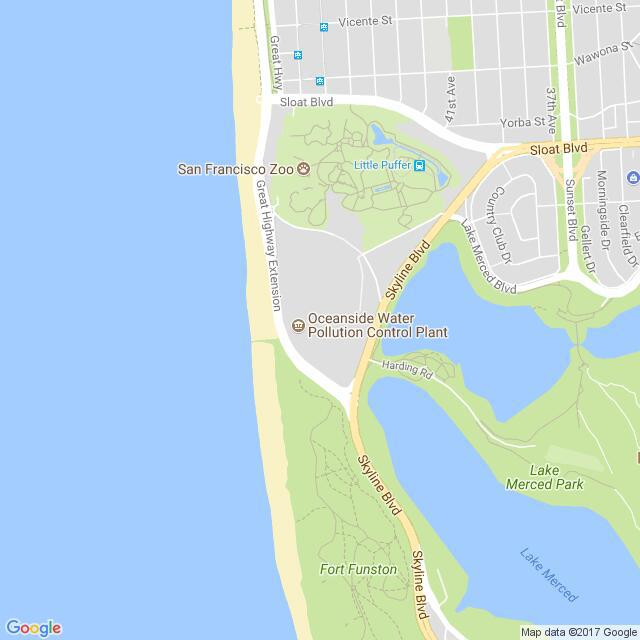 Vicente St
Blvd
Vicente St
Great Hwy
Wawona St
41st Ave
37th Ave
Sloat Blvd
Yorba St
Sloat Blvd
San Francisco Zoo
Little Puffer
Great Highway Extension
Country Club Dr
Lake Merced Blvd
Sunset Blvd
Gellert Dr
Morningside Dr
Clearfield Dr
Skyline Blvd
Oceanside Water
Pollution Control Plant
Harding Rd
Lake
Merced Park
Skyline Blvd
Lake Merced
Fort Funston
Skyline Blvd
Google
Map data ©2017 Google